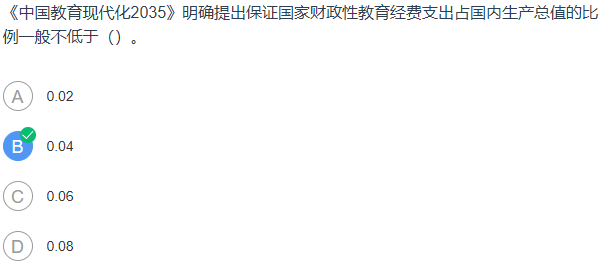 《中国教育现代化2035》明确提出保证国家财政性教育经费支出占国内生产总值的比
例一般不低于（）。
A 0.02
B 0.04
C 0.06
D 0.08